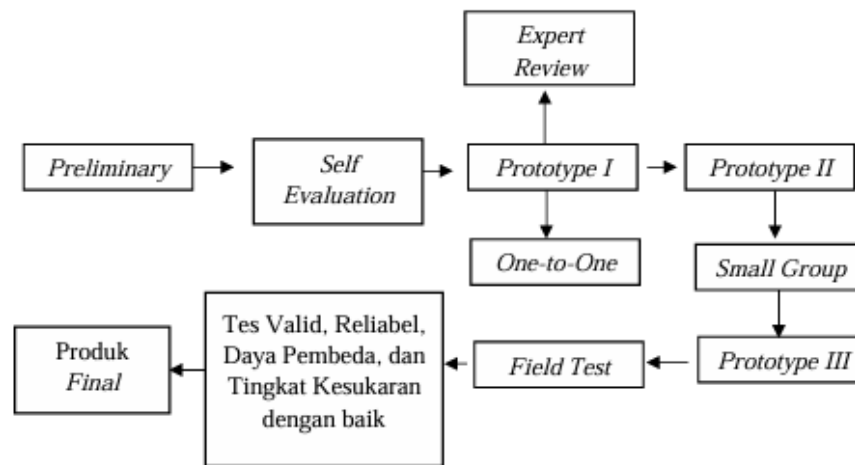 Expert
Review
Preliminary
Self
Evaluation
Prototype I
Prototype II
One-to-One
Small Group
Prototype III
Field Test
Tes Valid, Reliabel,
Daya Pembeda, dan
Tingkat Kesukaran
dengan baik
Produk
Final